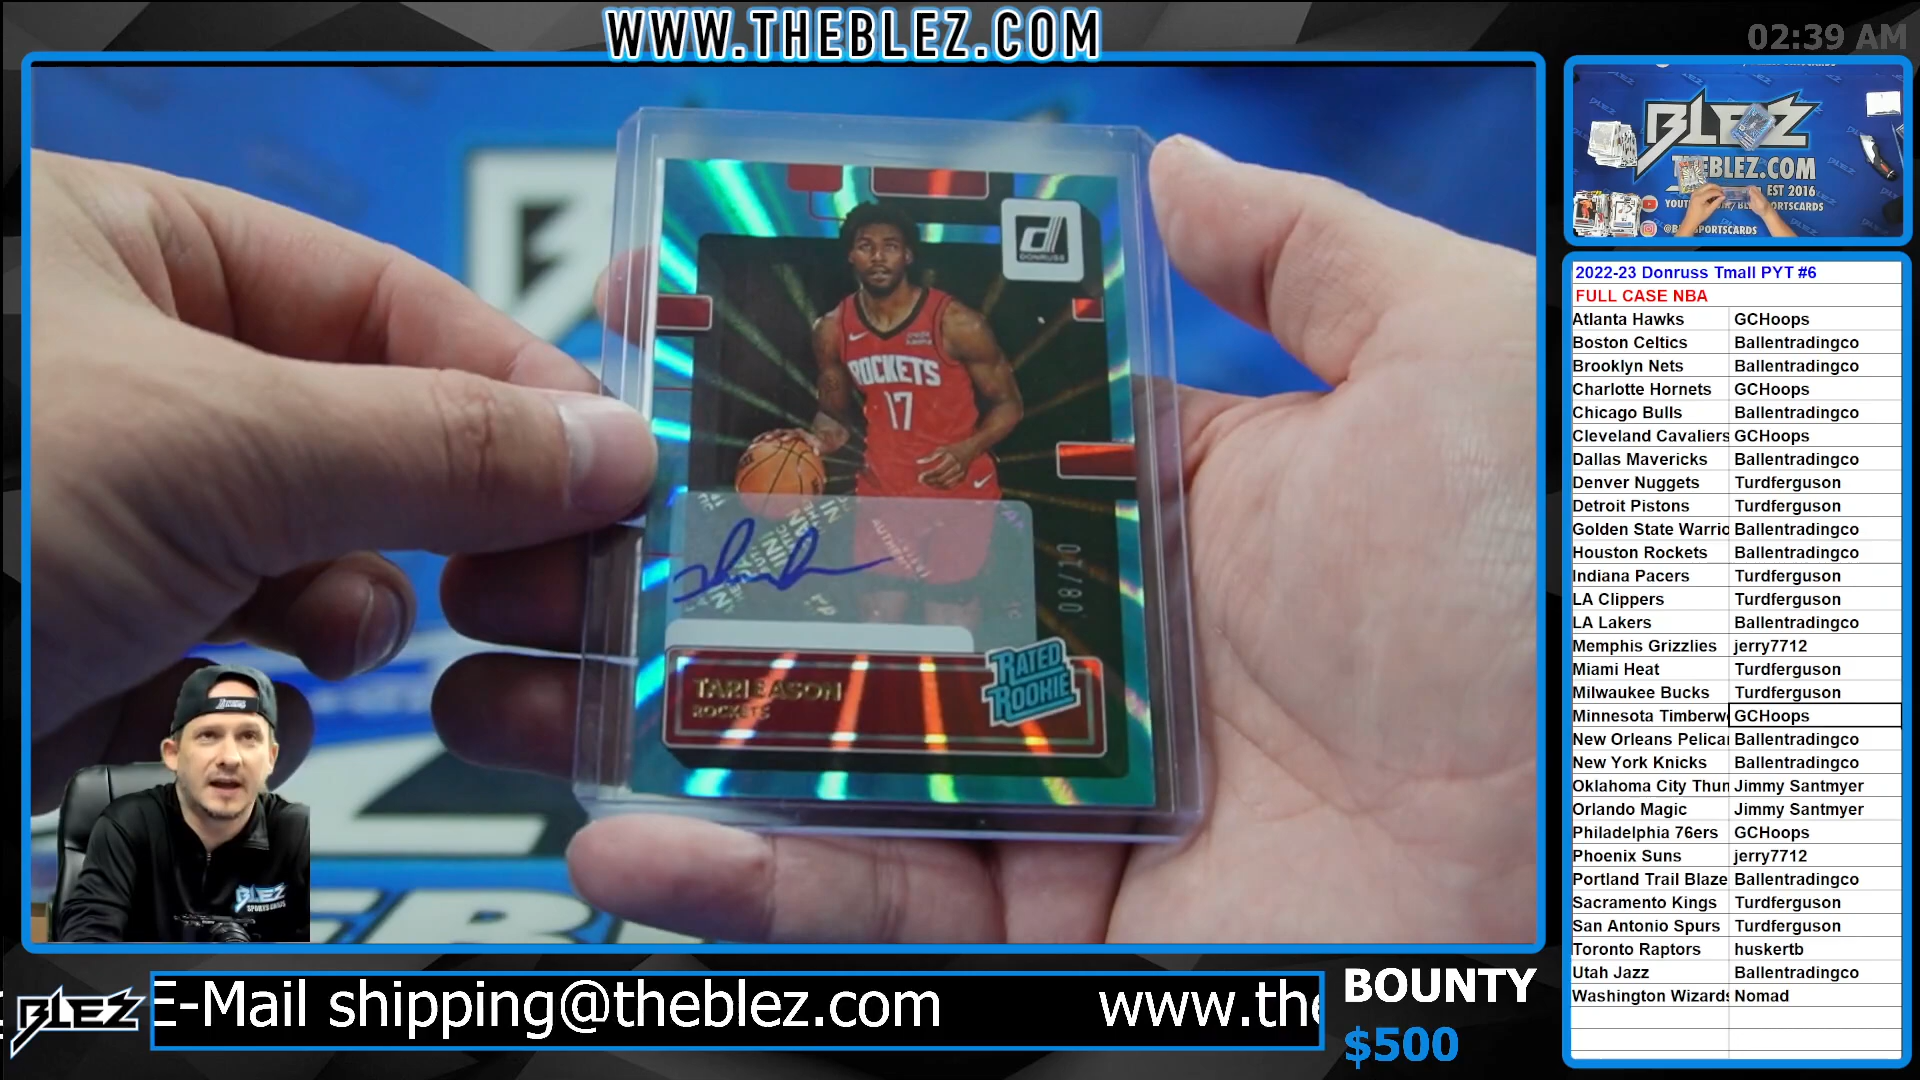 WWW.THEBLEZ.COM
02:39 AM
DONRUSS
ROCKETS
17
08/10
RATED
ROOKIE
TARI EASON
ROCKETS
BLEZ
THEBLEZ.COM
EST 2016
BLEZ
2022-23 Donruss Tmall PYT #6
FULL CASE NBA
Atlanta Hawks GCHoops
Boston Celtics Ballentradingco
Brooklyn Nets Ballentradingco
Charlotte Hornets GCHoops
Chicago Bulls Ballentradingco
Cleveland Cavaliers GCHoops
Dallas Mavericks Ballentradingco
Denver Nuggets Turdferguson
Detroit Pistons Turdferguson
Golden State Warrio Ballentradingco
Houston Rockets Ballentradingco
Indiana Pacers Turdferguson
LA Clippers Turdferguson
LA Lakers Ballentradingco
Memphis Grizzlies jerry7712
Miami Heat Turdferguson
Milwaukee Bucks Turdferguson
Minnesota Timberw GCHoops
New Orleans Pelica Ballentradingco
New York Knicks Ballentradingco
Oklahoma City Thun Jimmy Santmyer
Orlando Magic Jimmy Santmyer
Philadelphia 76ers GCHoops
Phoenix Suns jerry7712
Portland Trail Blaze Ballentradingco
Sacramento Kings Turdferguson
San Antonio Spurs Turdferguson
Toronto Raptors huskertb
Utah Jazz Ballentradingco
Washington Wizards Nomad
BLEZ
E-Mail shipping@theblez.com www.the
BOUNTY
$500